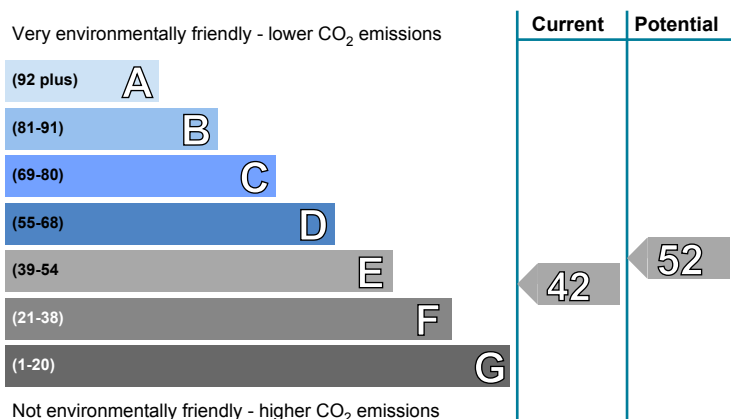 Very environmentally friendly - lower CO2 emissions
Current Potential
(92 plus) A
(81-91) B
(69-80) C
(55-68) D
(39-54 E
(21-38) F
(1-20) G
42
52
Not environmentally friendly - higher CO2 emissions